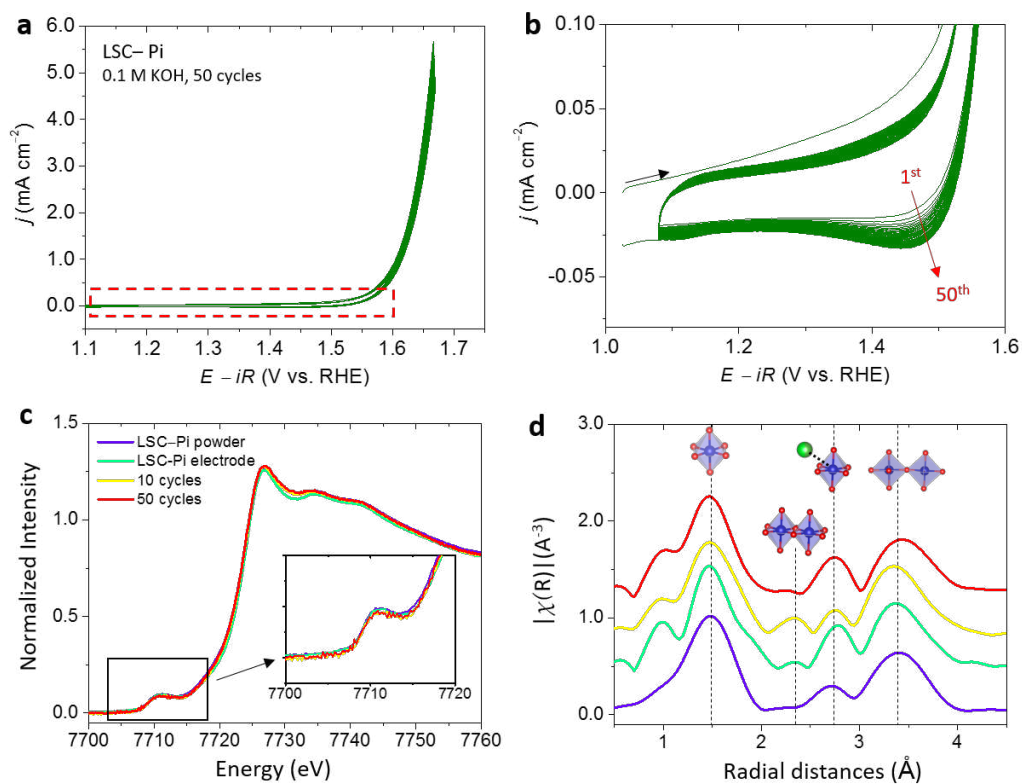 a
LSC– Pi
0.1 M KOH, 50 cycles
6.0
5.0
4.0
3.0
2.0
1.0
0.0
j (mA cm−2)
1.1 1.2 1.3 1.4 1.5 1.6 1.7
E – iR (V vs. RHE)
b
0.10
0.05
0.00
-0.05
j (mA cm−2)
1st
50th
1.0 1.2 1.4 1.6
E – iR (V vs. RHE)
c
LSC–Pi powder
LSC-Pi electrode
10 cycles
50 cycles
1.5
1.0
0.5
0.0
Normalized Intensity
7700 7710 7720
7700 7710 7720 7730 7740 7750 7760
Energy (eV)
d
3.0
2.0
1.0
0.0
|χ(R)|(A-3)
1 2 3 4
Radial distances (Å)